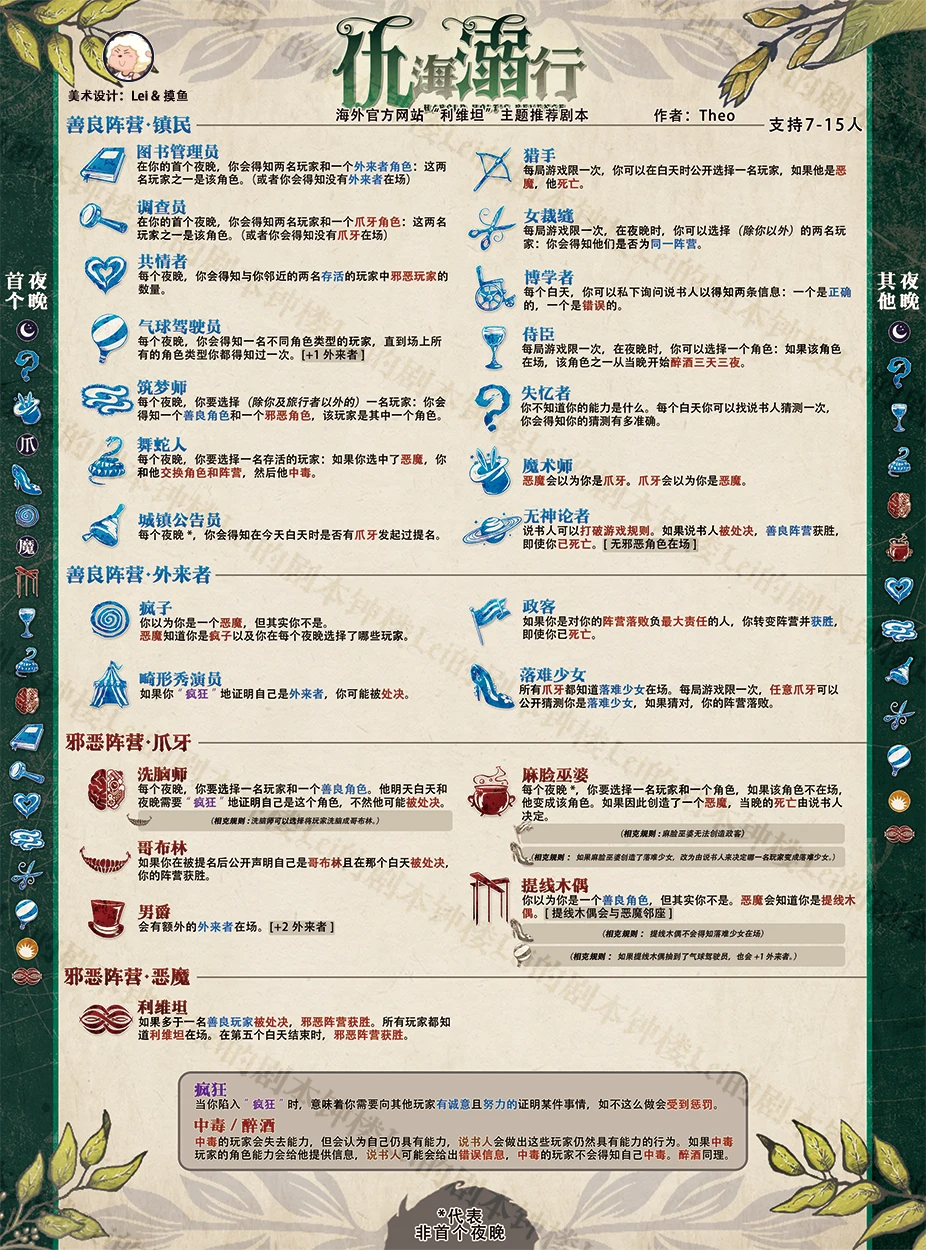 仇海溺行
美术设计：Lei & 摸鱼
海外官方网站“利维坦”主题推荐剧本
作者：Theo
支持7-15人
善良阵营·镇民
图书管理员
在你的首个夜晚，你会得知两名玩家和一个外来者角色：这两
名玩家之一是该角色。（或者你会得知没有外来者在场）
调查员
在你的首个夜晚，你会得知两名玩家和一个爪牙角色：这两名
玩家之一是该角色。（或者你会得知没有爪牙在场）
共情者
每个夜晚，你会得知与你邻近的两名存活的玩家中邪恶玩家的
数量。
气球驾驶员
每个夜晚，你会得知一名不同角色类型的玩家，直到场上所
有的角色类型你都得知过一次。[+1 外来者]
筑梦师
每个夜晚，你要选择（除你及旅行者以外的）一名玩家：你会
得知一个善良角色和一个邪恶角色，该玩家是其中一个角色。
舞蛇人
每个夜晚，你要选择一名存活的玩家：如果你选中了恶魔，你
和他交换角色和阵营，然后他中毒。
城镇公告员
每个夜晚 *，你会得知在今天白天时是否有爪牙发起过提名。
猎手
每局游戏限一次，你可以在白天时公开选择一名玩家，如果他是恶
魔，他死亡。
女裁缝
每局游戏限一次，在夜晚时，你可以选择（除你以外）的两名玩
家：你会得知他们是否为同一阵营。
博学者
每个白天，你可以私下询问说书人以得知两条信息：一个是正确
的，一个是错误的。
侍臣
每局游戏限一次，在夜晚时，你可以选择一个角色：如果该角色
在场，该角色之一从当晚开始醉酒三天三夜。
失忆者
你不知道你的能力是什么。每个白天你可以找说书人猜测一次，
你会得知你的猜测有多准确。
魔术师
恶魔会以为你是爪牙。爪牙会以为你是恶魔。
无神论者
说书人可以打破游戏规则。如果说书人被处决，善良阵营获胜，
即使你已死亡。[ 无邪恶角色在场 ]
善良阵营·外来者
疯子
你以为你是一个恶魔，但其实你不是。
恶魔知道你是疯子以及你在每个夜晚选择了哪些玩家。
畸形秀演员
如果你“疯狂”地证明自己是外来者，你可能被处决。
政客
如果你是对你的阵营落败负最大责任的人，你转变阵营并获胜，
即使你已死亡。
落难少女
所有爪牙都知道落难少女在场。每局游戏限一次，任意爪牙可以
公开猜测你是落难少女，如果猜对，你的阵营落败。
邪恶阵营·爪牙
洗脑师
每个夜晚，你要选择一名玩家和一个善良角色。他明天白天和
夜晚需要“疯狂”地证明自己是这个角色，不然他可能被处决。
（相克规则：洗脑师可以选择将玩家洗脑成哥布林。）
哥布林
如果你在被提名后公开声明自己是哥布林且在那个白天被处决，
你的阵营获胜。
男爵
会有额外的外来者在场。[+2 外来者 ]
麻脸巫婆
每个夜晚 *，你要选择一名玩家和一个角色，如果该角色不在场，
他变成该角色。如果因此创造了一个恶魔，当晚的死亡由说书人
决定。
（相克规则：麻脸巫婆无法创造政客）
（相克规则：如果麻脸巫婆创造了落难少女，改为由说书人来决定哪一名玩家变成落难少女。）
提线木偶
你以为你是一个善良角色，但其实你不是。恶魔会知道你是提线木
偶。[ 提线木偶会与恶魔邻座 ]
（相克规则：提线木偶不会得知落难少女在场）
（相克规则：如果提线木偶抽到了气球驾驶员，也会 +1 外来者。）
邪恶阵营·恶魔
利维坦
如果多于一名善良玩家被处决，邪恶阵营获胜。所有玩家都知
道利维坦在场。在第五个白天结束时，邪恶阵营获胜。
疯狂
当你陷入“疯狂”时，意味着你需要向其他玩家有诚意且努力的证明某件事情，如不这么做会受到惩罚。
中毒 / 醉酒
中毒的玩家会失去能力，但会认为自己仍具有能力，说书人会做出这些玩家仍然具有能力的行为。如果中毒
玩家的角色能力会给他提供信息，说书人可能会给出错误信息，中毒的玩家不会得知自己中毒。醉酒同理。
*代表
非首个夜晚
首个夜晚
爪
魔
其他夜晚